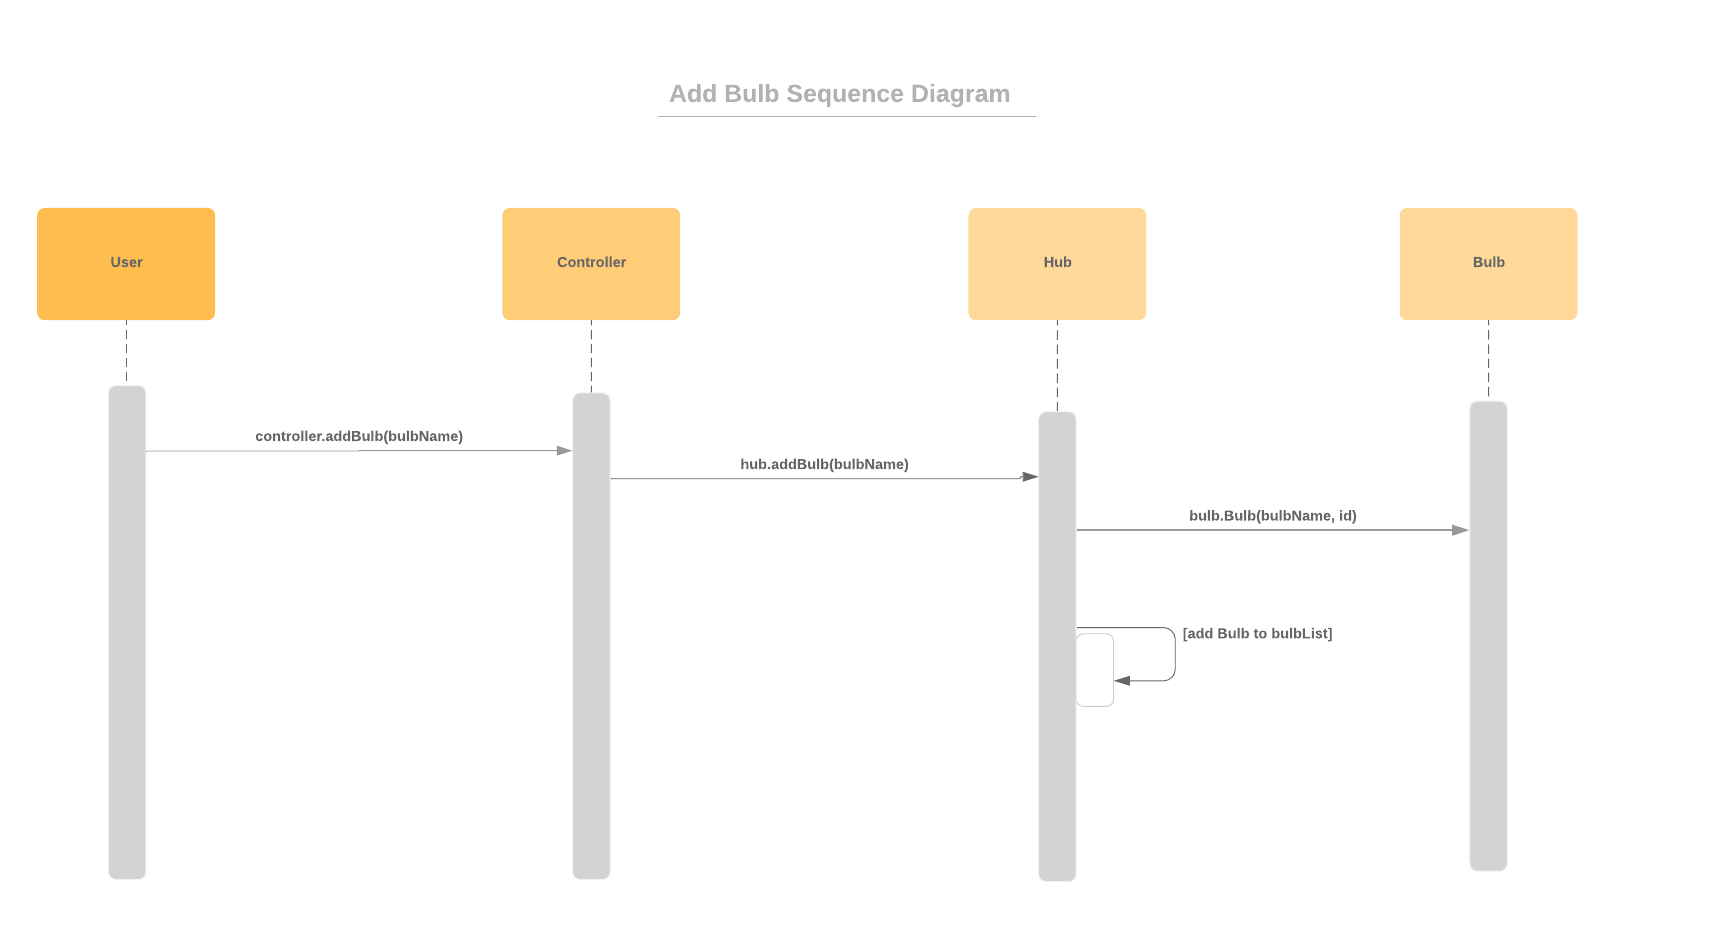 Add Bulb Sequence Diagram
User
Controller
Hub
Bulb
controller.addBulb(bulbName)
hub.addBulb(bulbName)
bulb.Bulb(bulbName, id)
[add Bulb to bulbList]